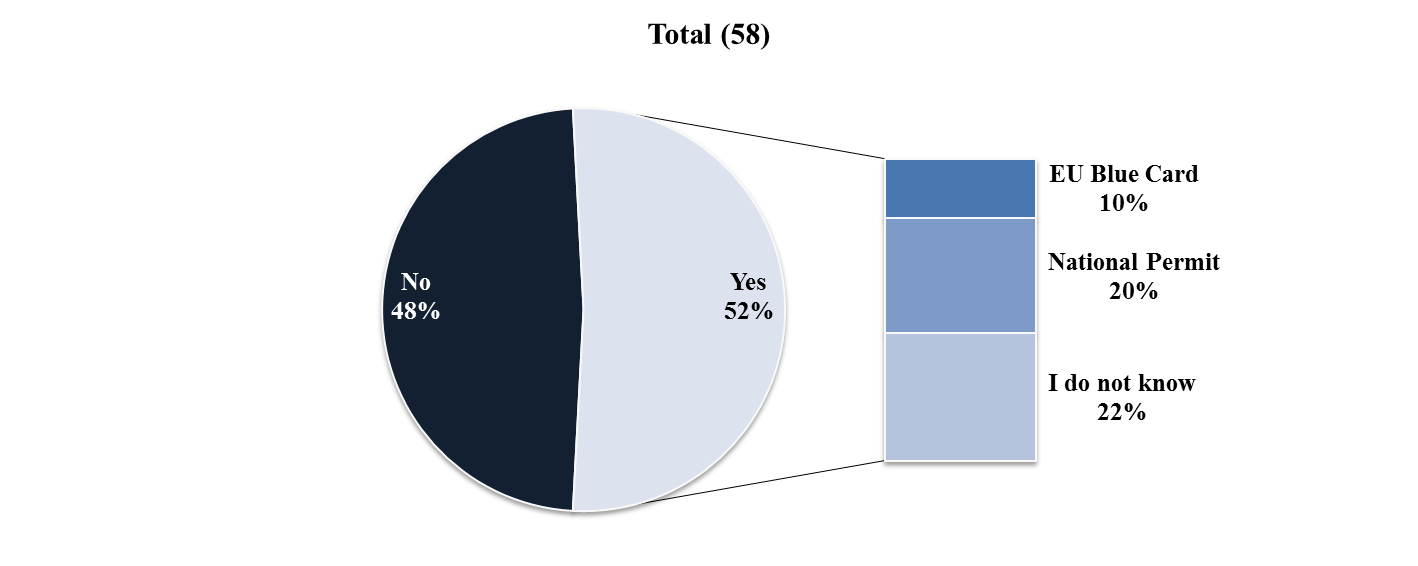 Total (58)
No
48%
Yes
52%
EU Blue Card
10%
National Permit
20%
I do not know
22%